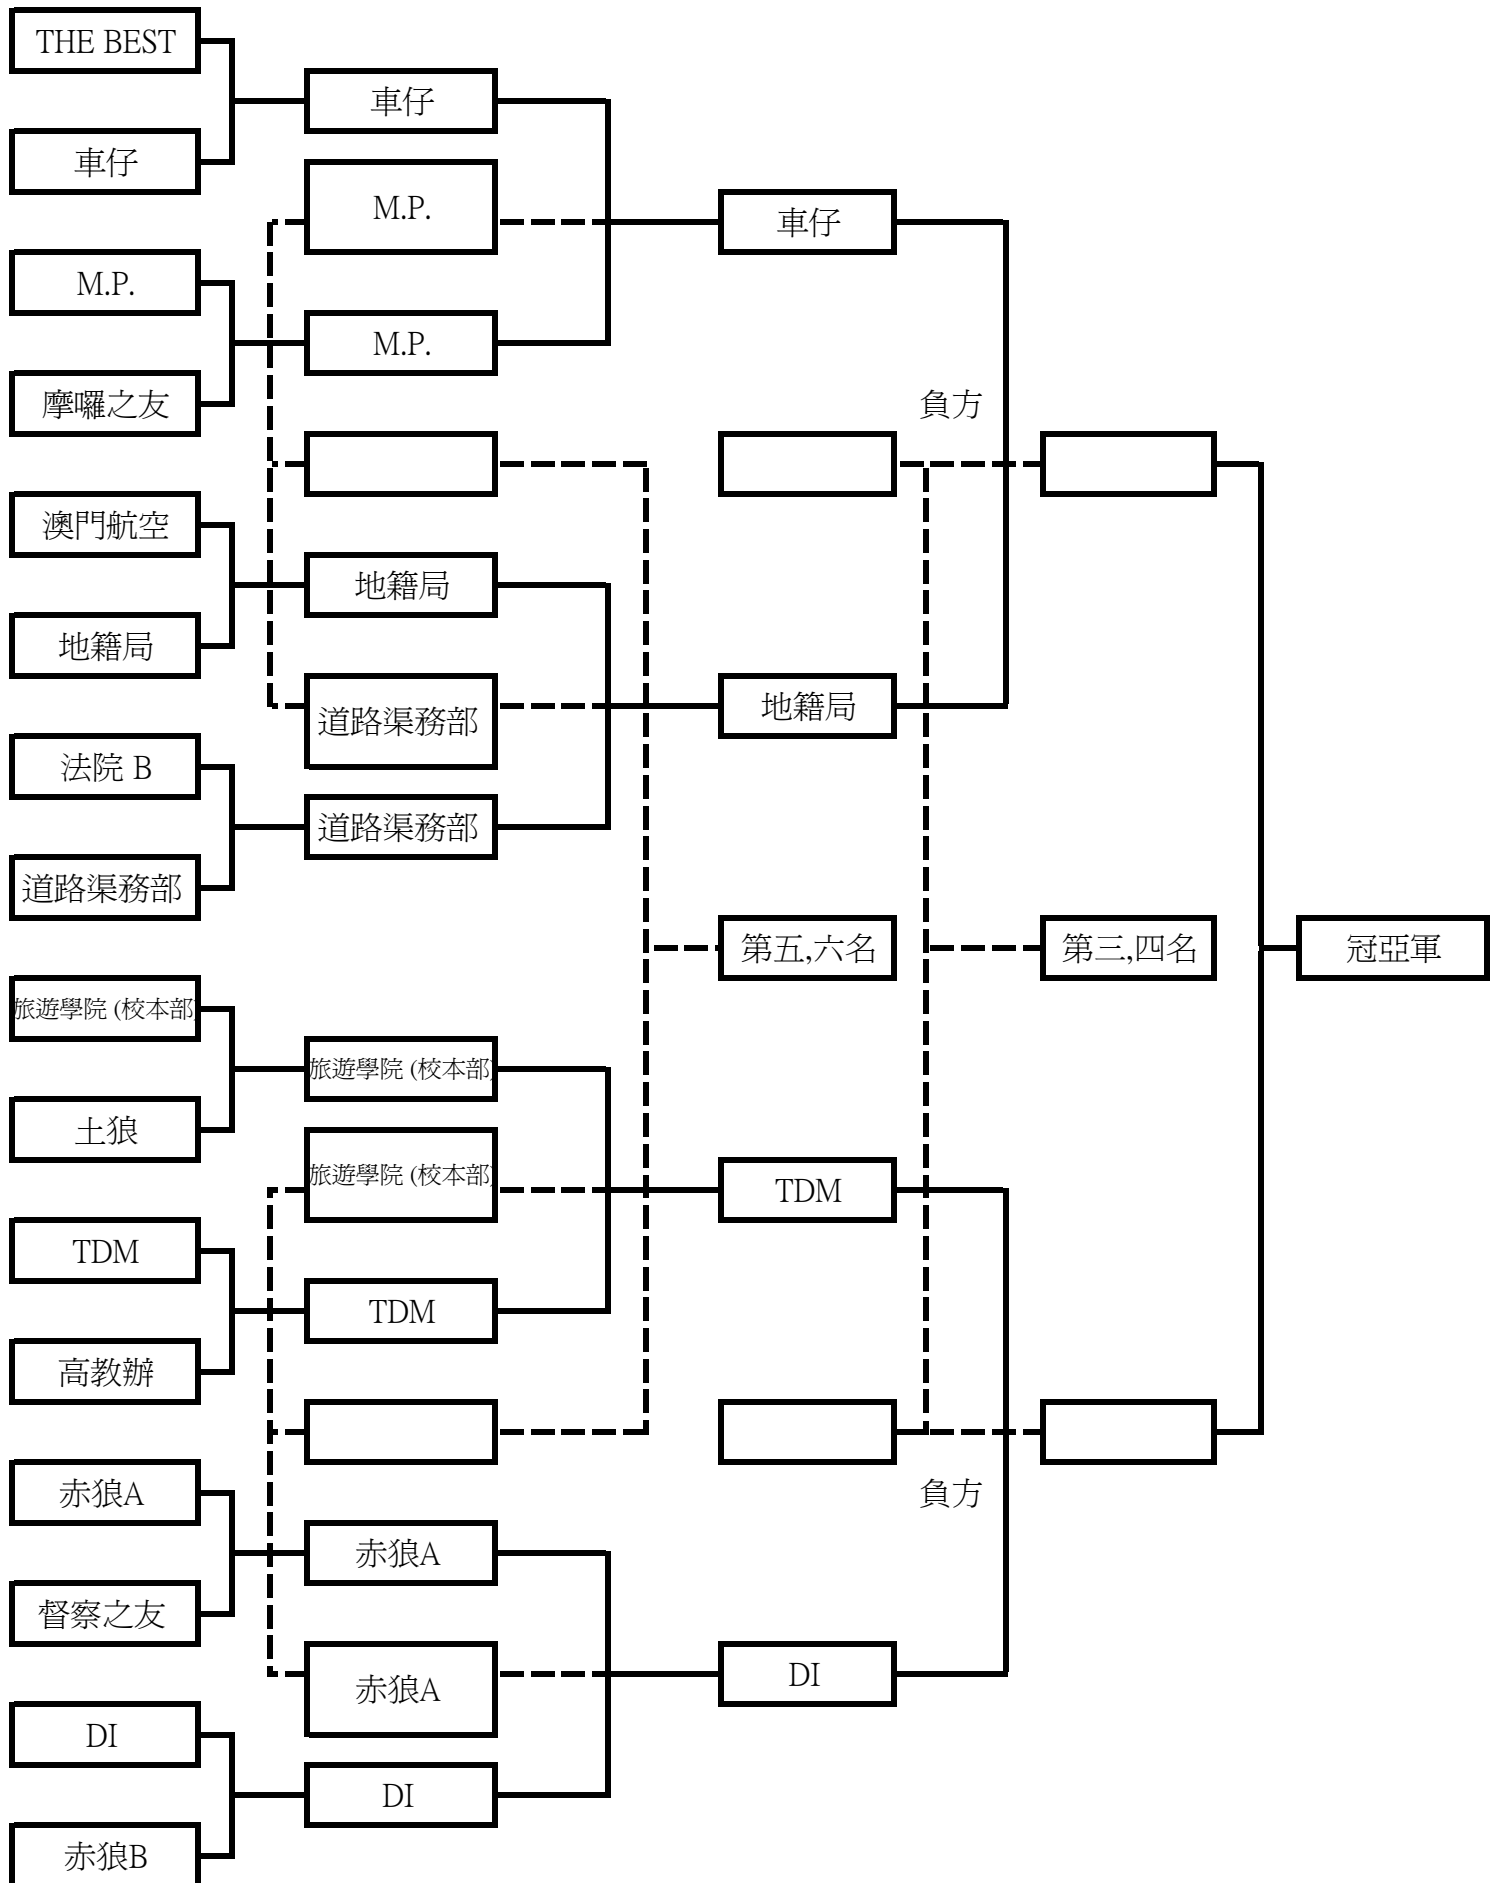 THE BEST
車仔
車仔
M.P.
車仔
M.P.
M.P.
摩囉之友
負方
澳門航空
地籍局
地籍局
道路渠務部
地籍局
法院 B
道路渠務部
道路渠務部
第五,六名
第三,四名
冠亞軍
旅遊學院 (校本部)
旅遊學院 (校本部)
土狼
旅遊學院 (校本部)
TDM
TDM
TDM
高教辦
赤狼A
負方
赤狼A
督察之友
赤狼A
DI
DI
DI
赤狼B